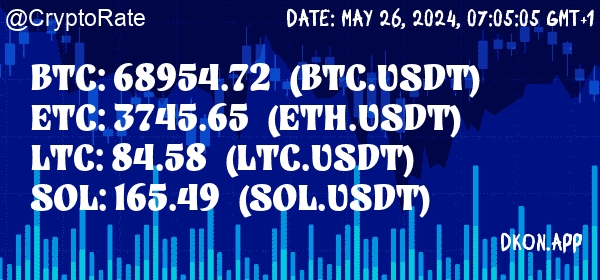 @CryptoRate
DATE: MAY 26, 2024, 07:05:05 GMT+1
BTC: 68954.72 (BTC.USDT)
ETC: 3745.65 (ETH.USDT)
LTC: 84.58 (LTC.USDT)
SOL: 165.49 (SOL.USDT)
DKON.APP